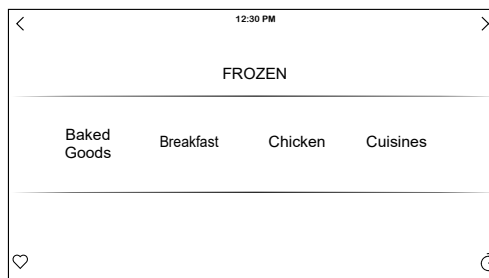 12:30 PM
FROZEN
Baked
Goods
Breakfast
Chicken
Cuisines